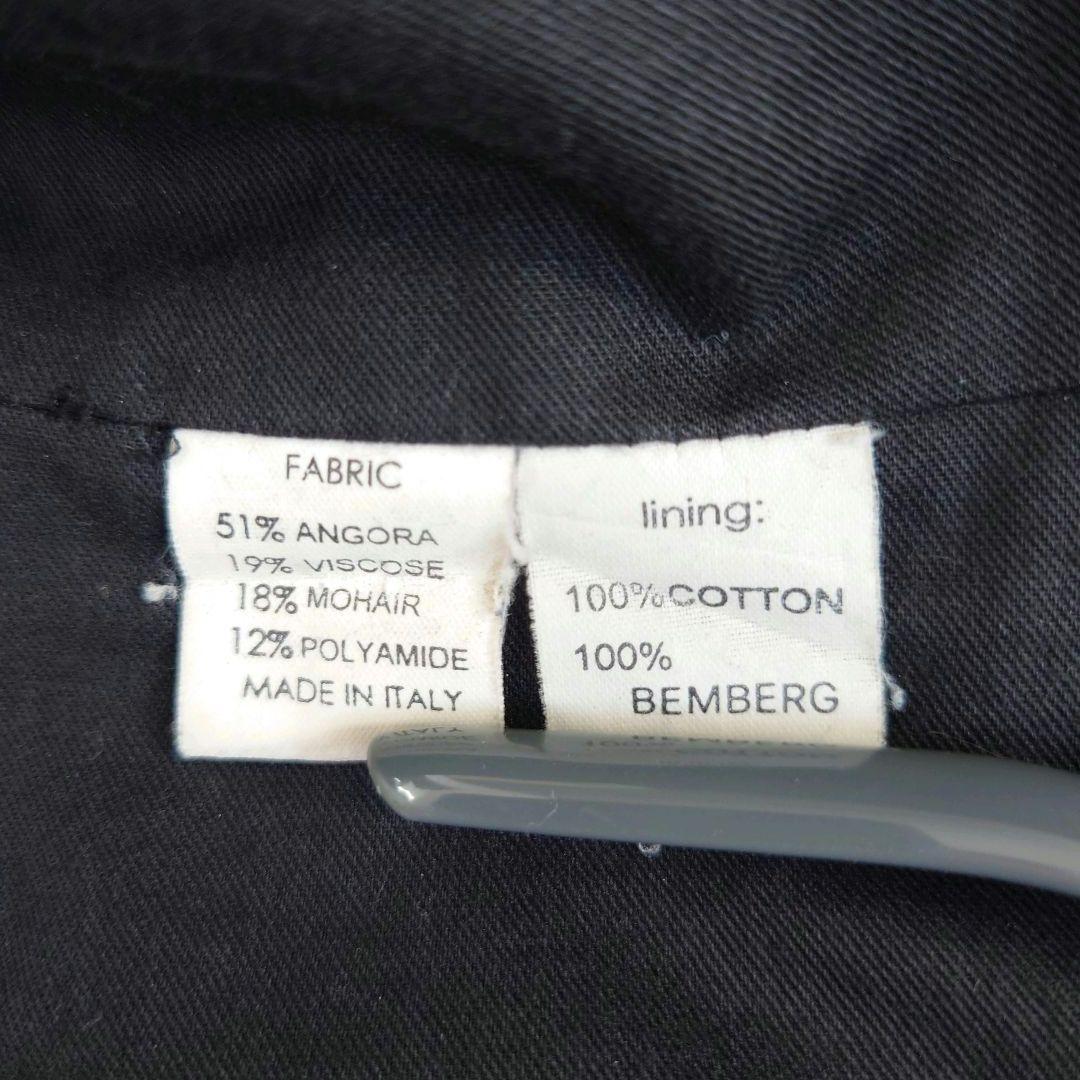 FABRIC
51% ANGORA
19% VISCOSE
18% MOHAIR
12% POLYAMIDE
MADE IN ITALY
lining:
100% COTTON
100%
BEMBERG